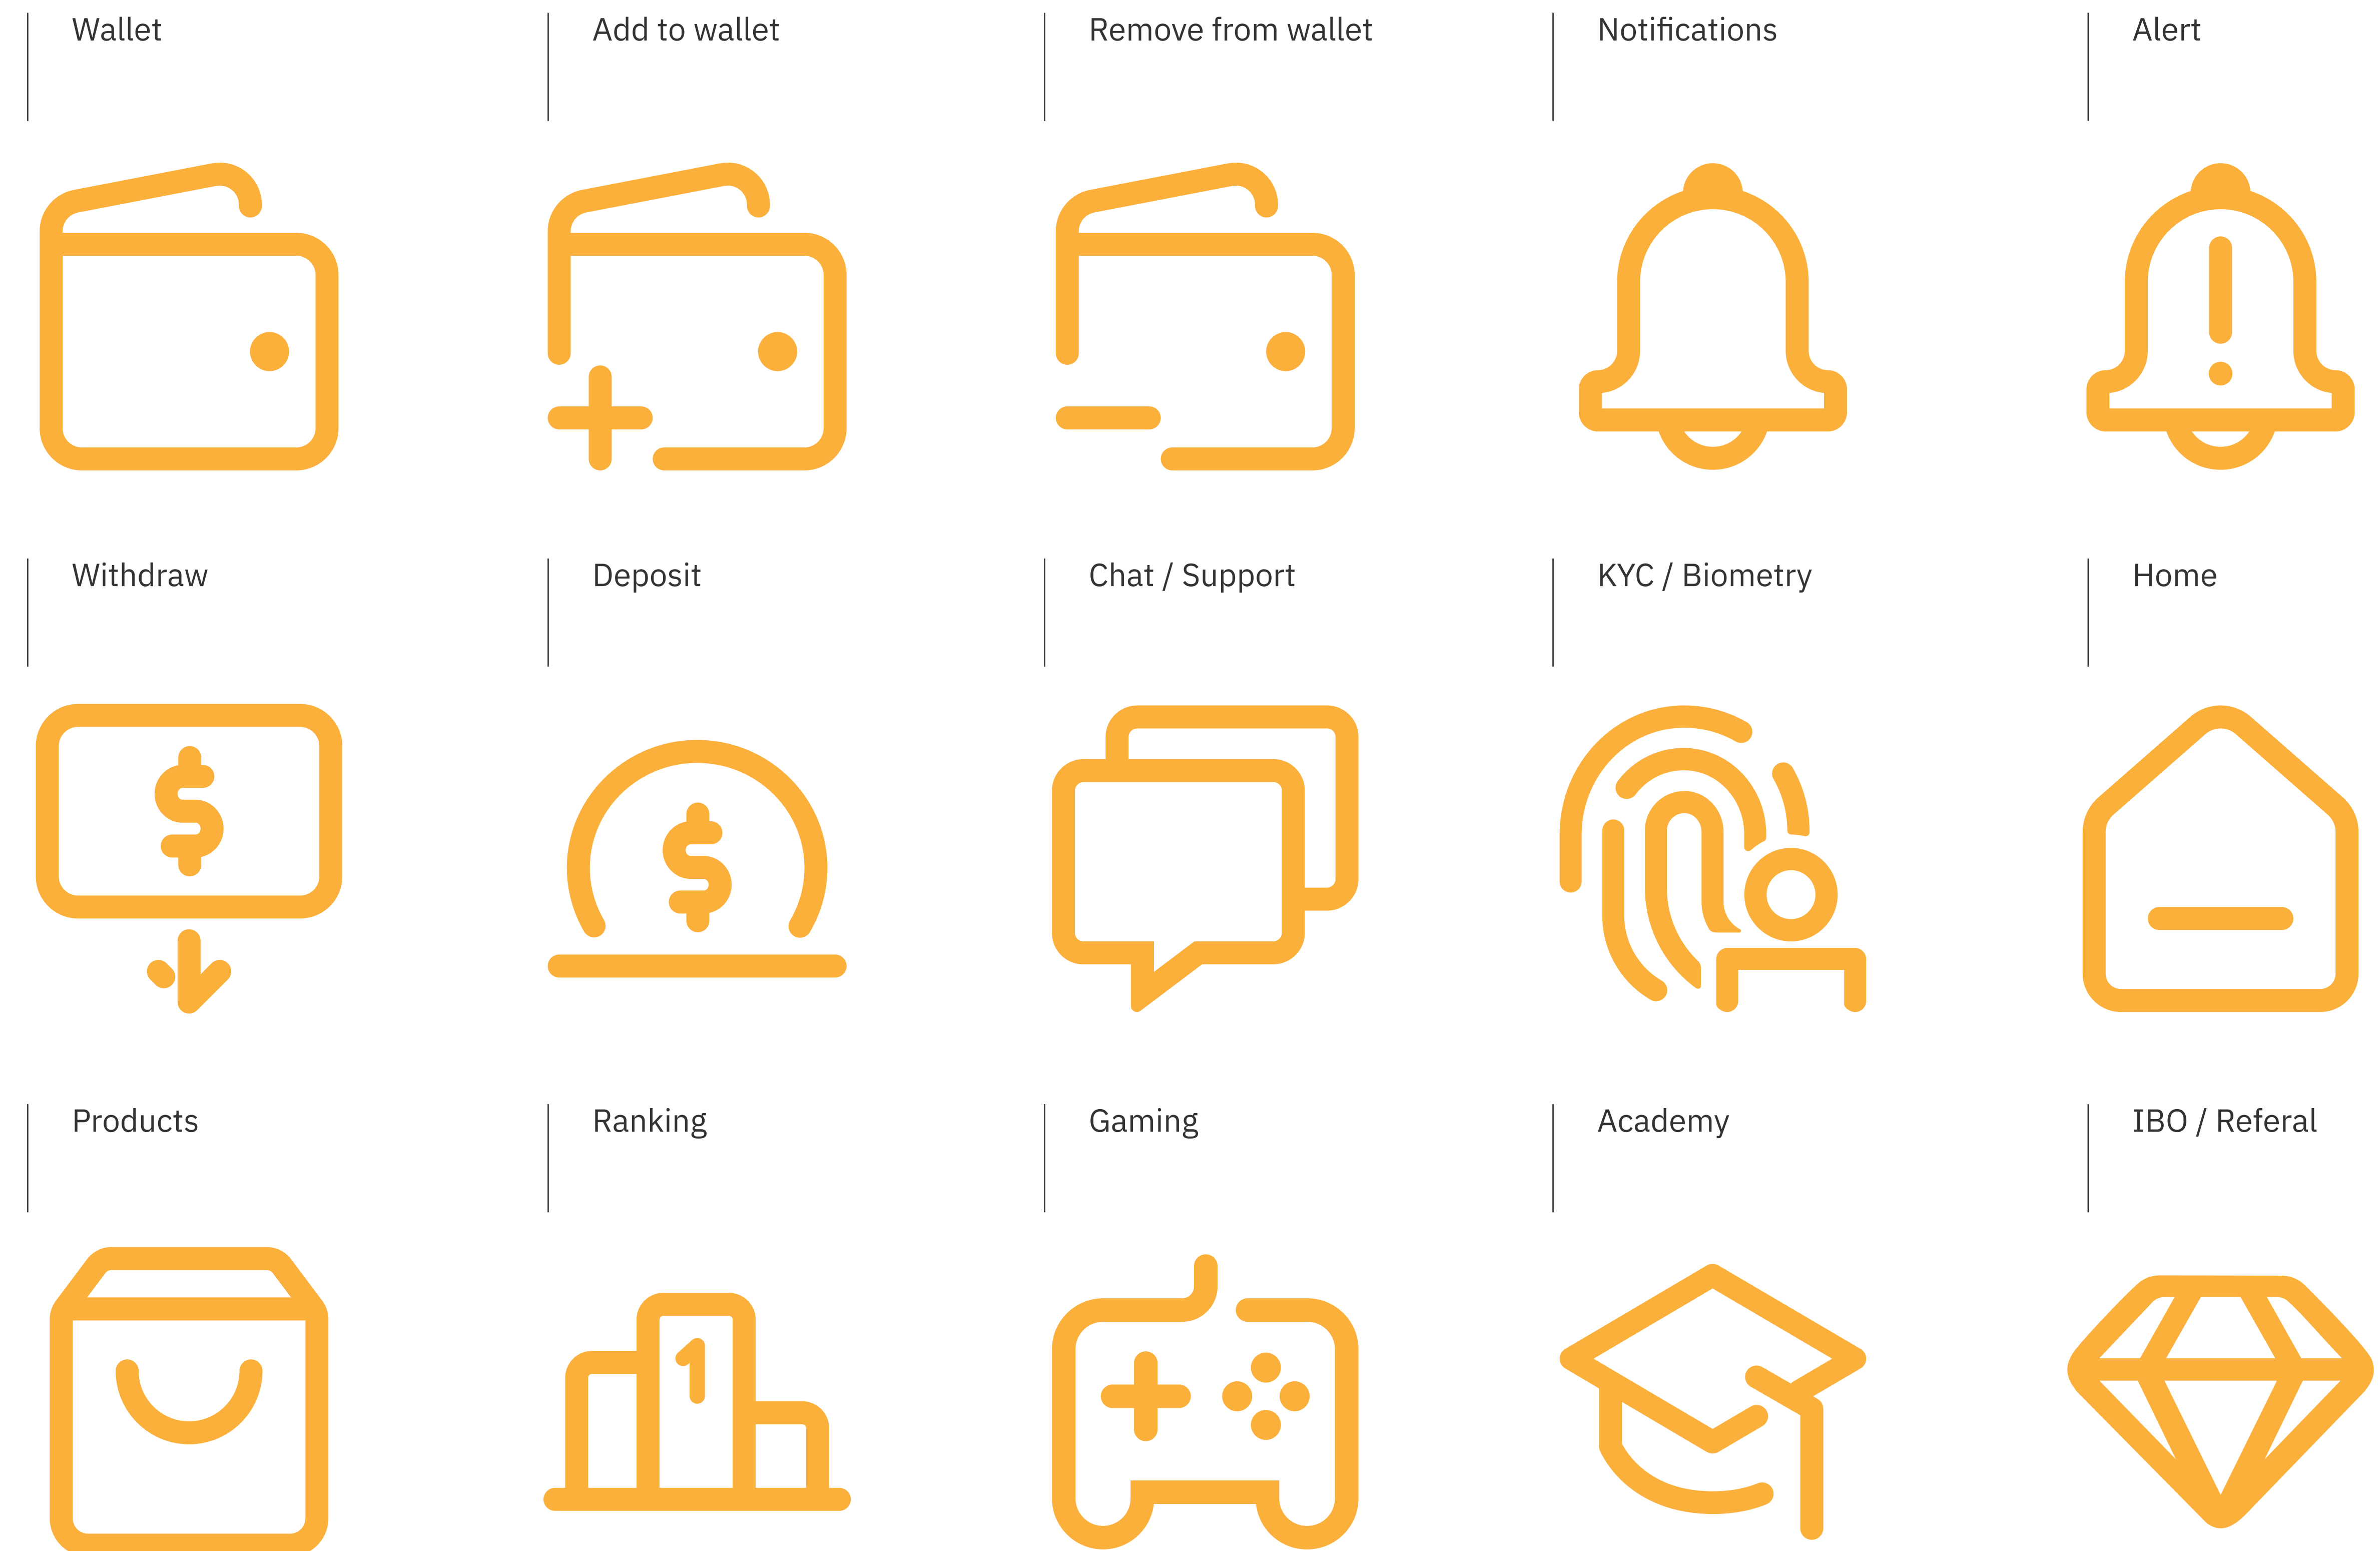 Wallet
Add to wallet
Remove from wallet
Notifications
Alert
Withdraw
Deposit
Chat / Support
KYC / Biometry
Home
$
$
Products
Ranking
Gaming
Academy
IBO / Referal
1